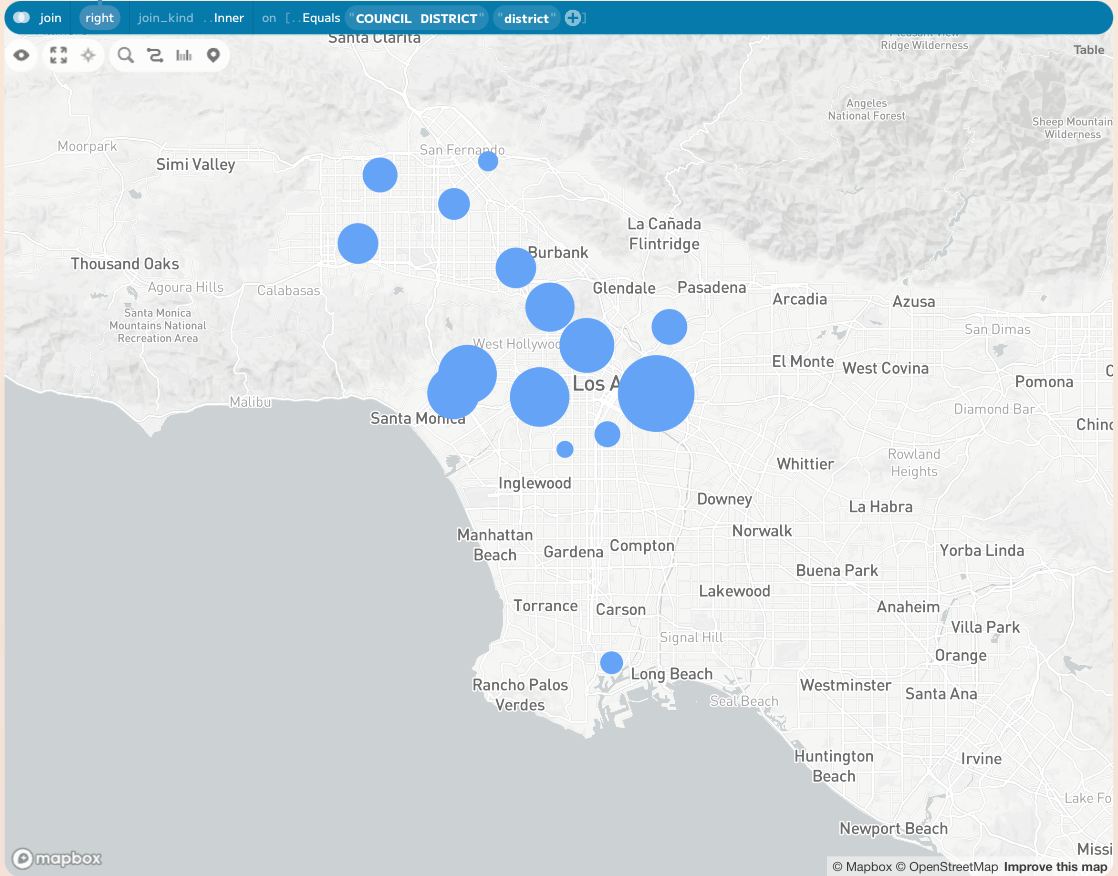 join right join_kind ..Inner on [..Equals "COUNCIL DISTRICT" "district" ]
Santa Clarita
Pleasant View
Ridge Wilderness
Table
Angeles
National Forest
Sheep Mountain
Wilderness
Moorpark
San Fernando
Simi Valley
La Cañada
Flintridge
Burbank
Thousand Oaks
Agoura Hills
Calabasas
Glendale
Pasadena
Arcadia
Azusa
Santa Monica
Mountains National
Recreation Area
San Dimas
West Hollywoo
El Monte
West Covina
Los A
Pomona
Malibu
Diamond Bar
Santa Monica
Chino
Rowland
Heights
Whittier
Inglewood
Downey
La Habra
Norwalk
Manhattan
Beach
Gardena
Compton
Yorba Linda
Buena Park
Lakewood
Torrance
Carson
Anaheim
Villa Park
Signal Hill
Orange
Long Beach
Rancho Palos
Verdes
Westminster
Santa Ana
Seal Beach
Huntington
Beach
Irvine
Lake Fo
Newport Beach
Missi
mapbox
© Mapbox © OpenStreetMap Improve this map